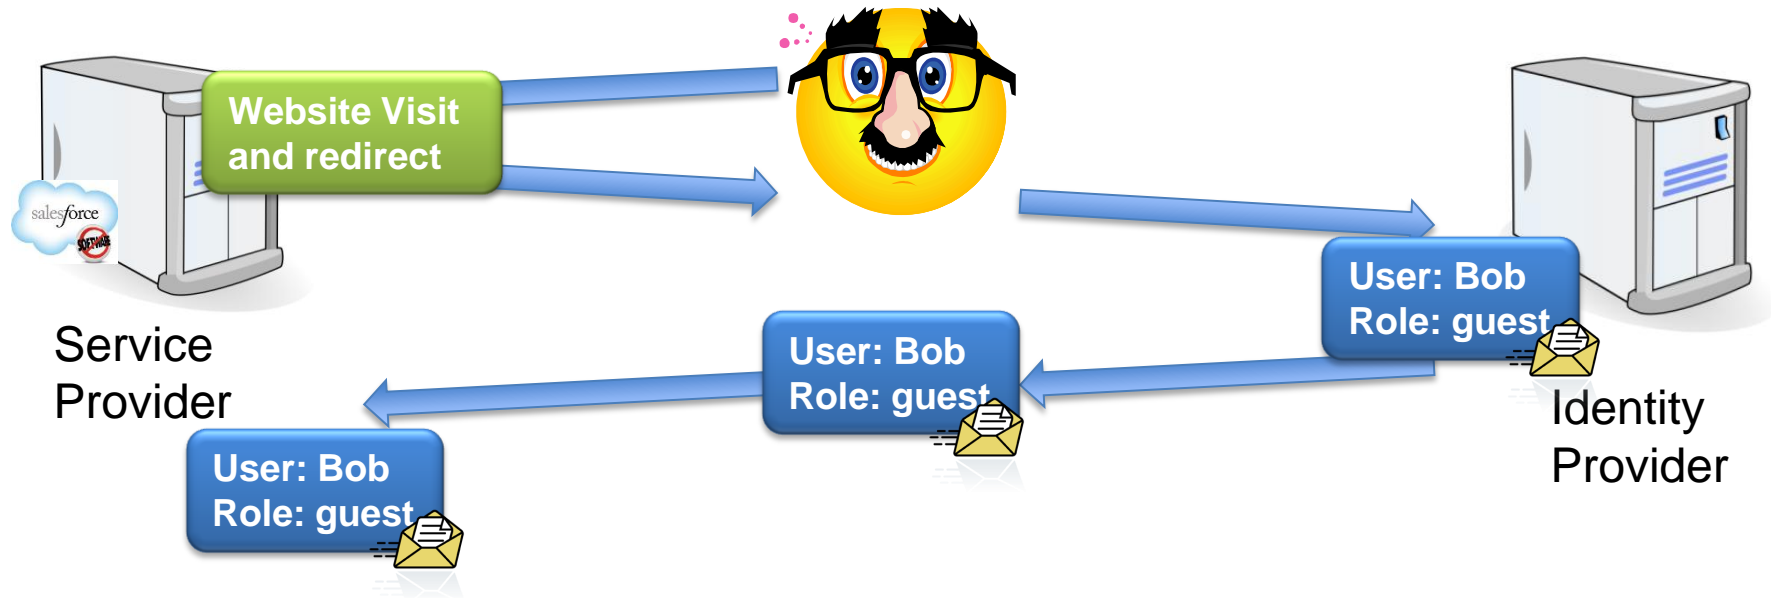 Website Visit
and redirect
salesforce
SOFTWARE
Service
Provider
User: Bob
Role: guest
User: Bob
Role: guest
Identity
Provider
User: Bob
Role: guest